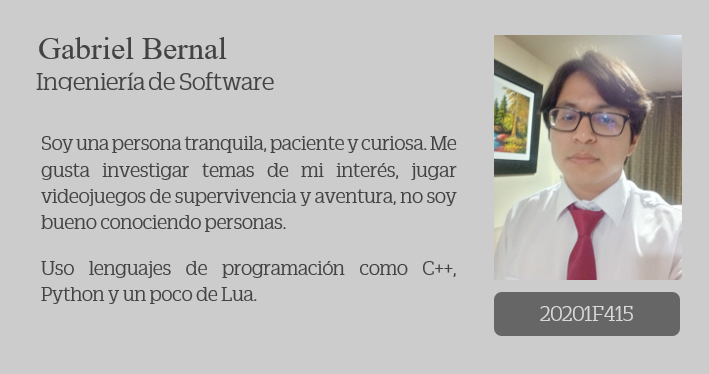 Gabriel Bernal
Ingeniería de Software
Soy una persona tranquila, paciente y curiosa. Me
gusta investigar temas de mi interés, jugar
videojuegos de supervivencia y aventura, no soy
bueno conociendo personas.
Uso lenguajes de programación como C++,
Python y un poco de Lua.
20201F415